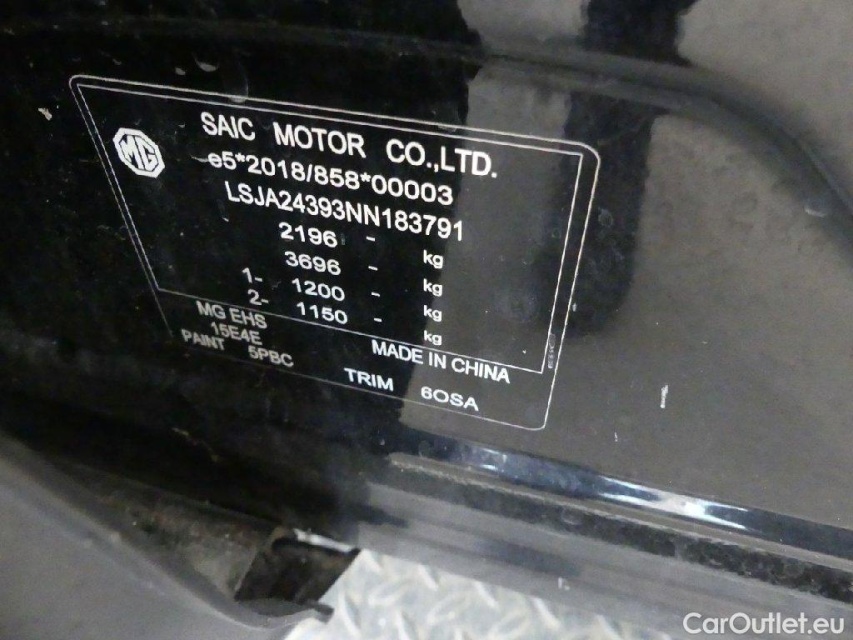 MG
SAIC MOTOR CO.,LTD.
e5*2018/858*00003
LSJA24393NN183791
2196 - kg
3696 - kg
1- 1200 - kg
2- 1150 - kg
MG EHS
15E4E
MADE IN CHINA
PAINT 5PBC
TRIM 6OSA
CarOutlet.eu